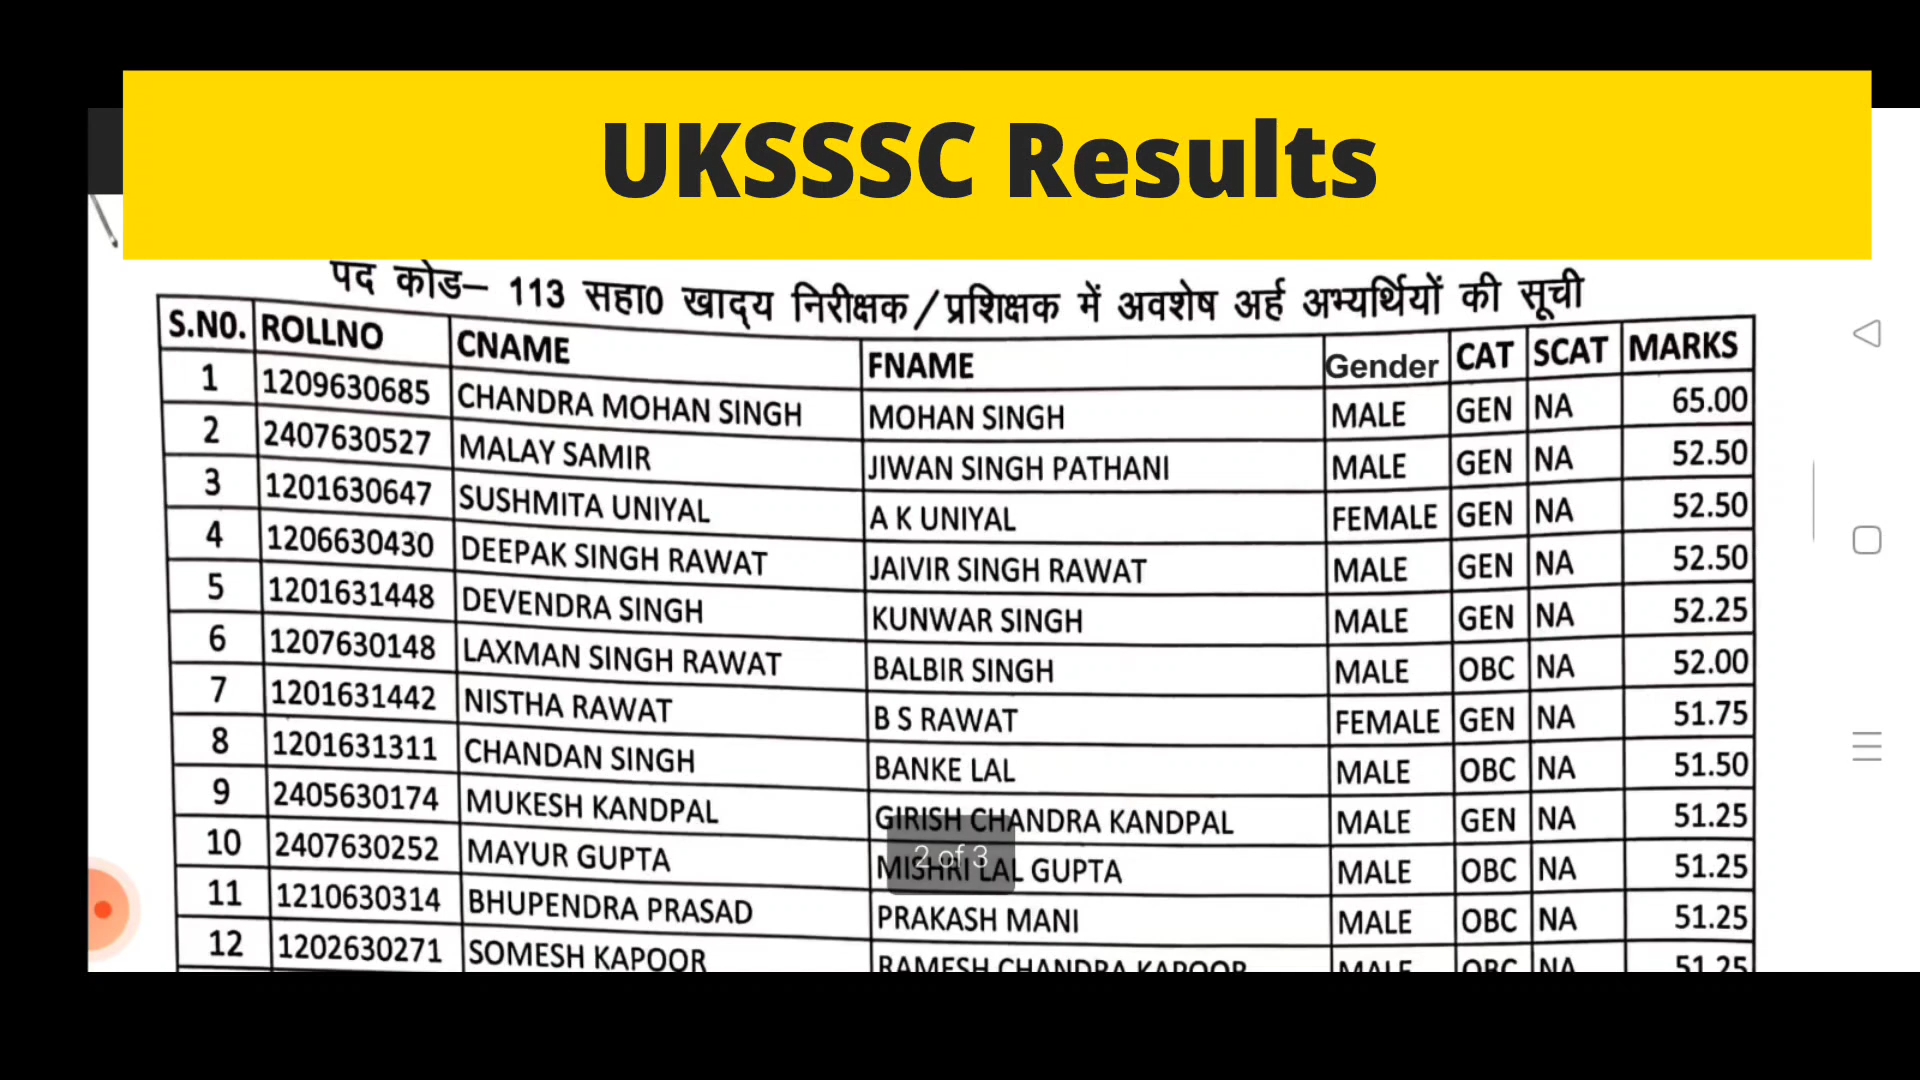 UKSSSC Results
पद कोड– 113 सहा0 खाद्य निरीक्षक/प्रशिक्षक में अवशेष अर्ह अभ्यर्थियों की सूची
S.NO. ROLLNO CNAME FNAME Gender CAT SCAT MARKS
1 1209630685 CHANDRA MOHAN SINGH MOHAN SINGH MALE GEN NA 65.00
2 2407630527 MALAY SAMIR JIWAN SINGH PATHANI MALE GEN NA 52.50
3 1201630647 SUSHMITA UNIYAL A K UNIYAL FEMALE GEN NA 52.50
4 1206630430 DEEPAK SINGH RAWAT JAIVIR SINGH RAWAT MALE GEN NA 52.50
5 1201631448 DEVENDRA SINGH KUNWAR SINGH MALE GEN NA 52.25
6 1207630148 LAXMAN SINGH RAWAT BALBIR SINGH MALE OBC NA 52.00
7 1201631442 NISTHA RAWAT B S RAWAT FEMALE GEN NA 51.75
8 1201631311 CHANDAN SINGH BANKE LAL MALE OBC NA 51.50
9 2405630174 MUKESH KANDPAL GIRISH CHANDRA KANDPAL MALE GEN NA 51.25
10 2407630252 MAYUR GUPTA MISHRI LAL GUPTA MALE OBC NA 51.25
2 of 3
11 1210630314 BHUPENDRA PRASAD PRAKASH MANI MALE OBC NA 51.25
12 1202630271 SOMESH KAPOOR RAMESH CHANDRA KAPOOR MALE OBC NA 51.25